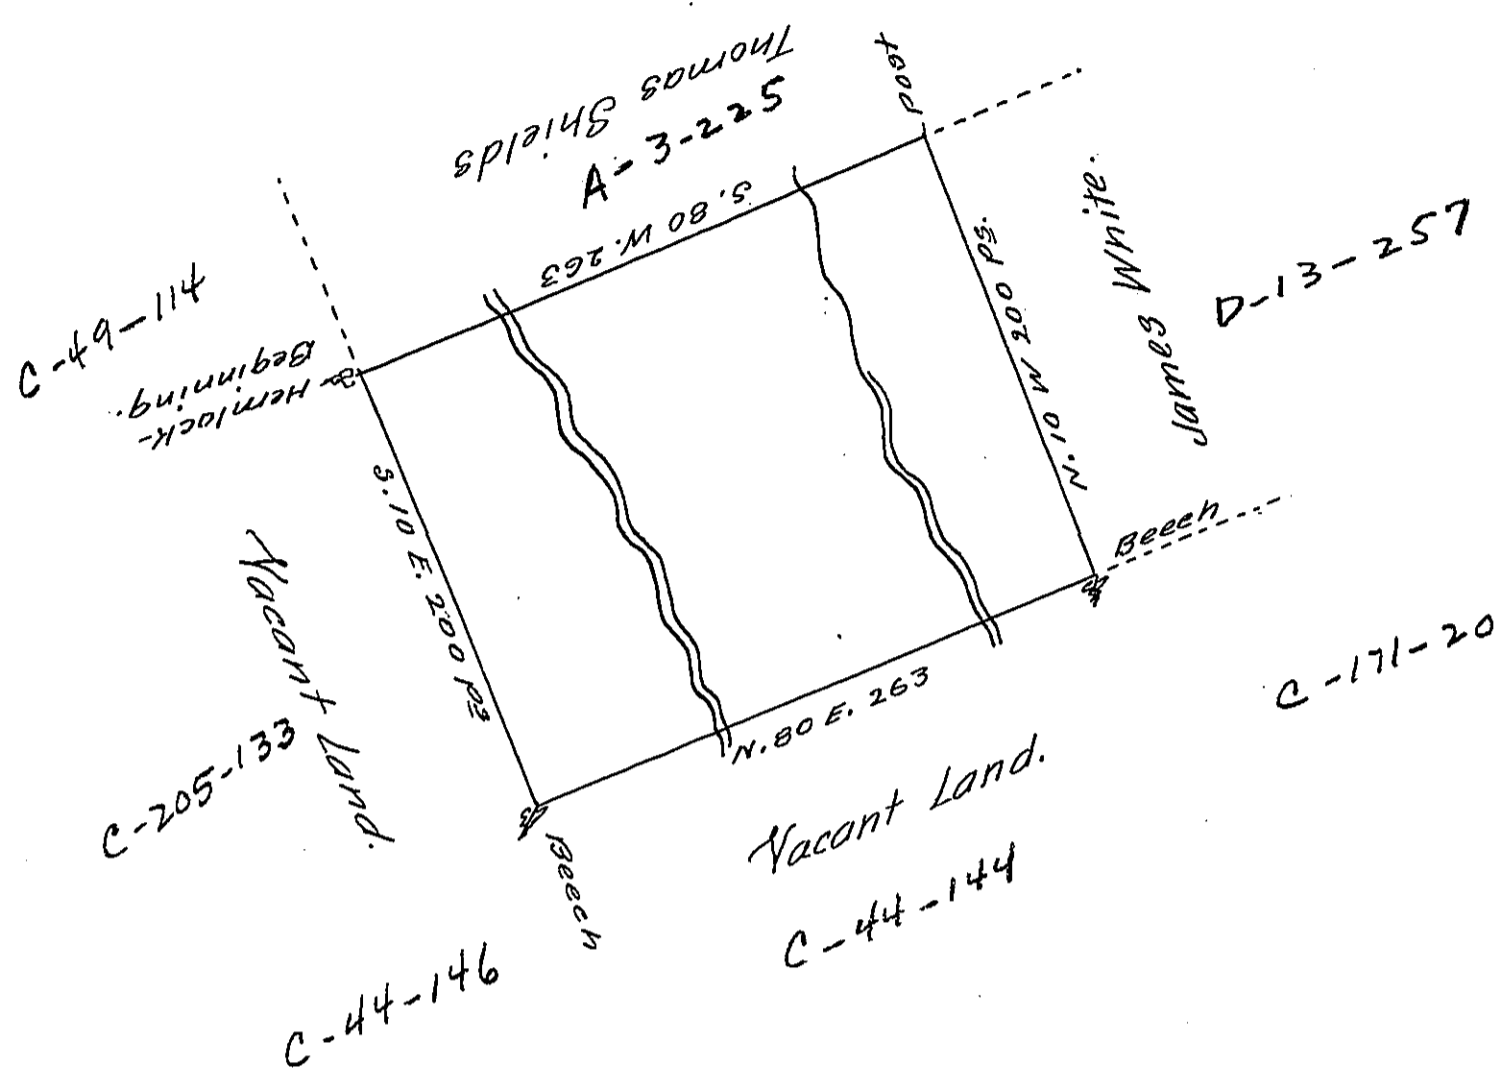 Thomas Shields
A-3-225
S. 80 W. 263
Post
C-49-114
Hemlock-
Beginning.
S. 10 E. 200 ps
N. 10 W 200 ps.
James White.
D-13-257
Vacant Land.
C-205-133
Beech
N. 80 E. 263
Beech
Vacant Land.
C-171-20
C-44-144
C-44-146